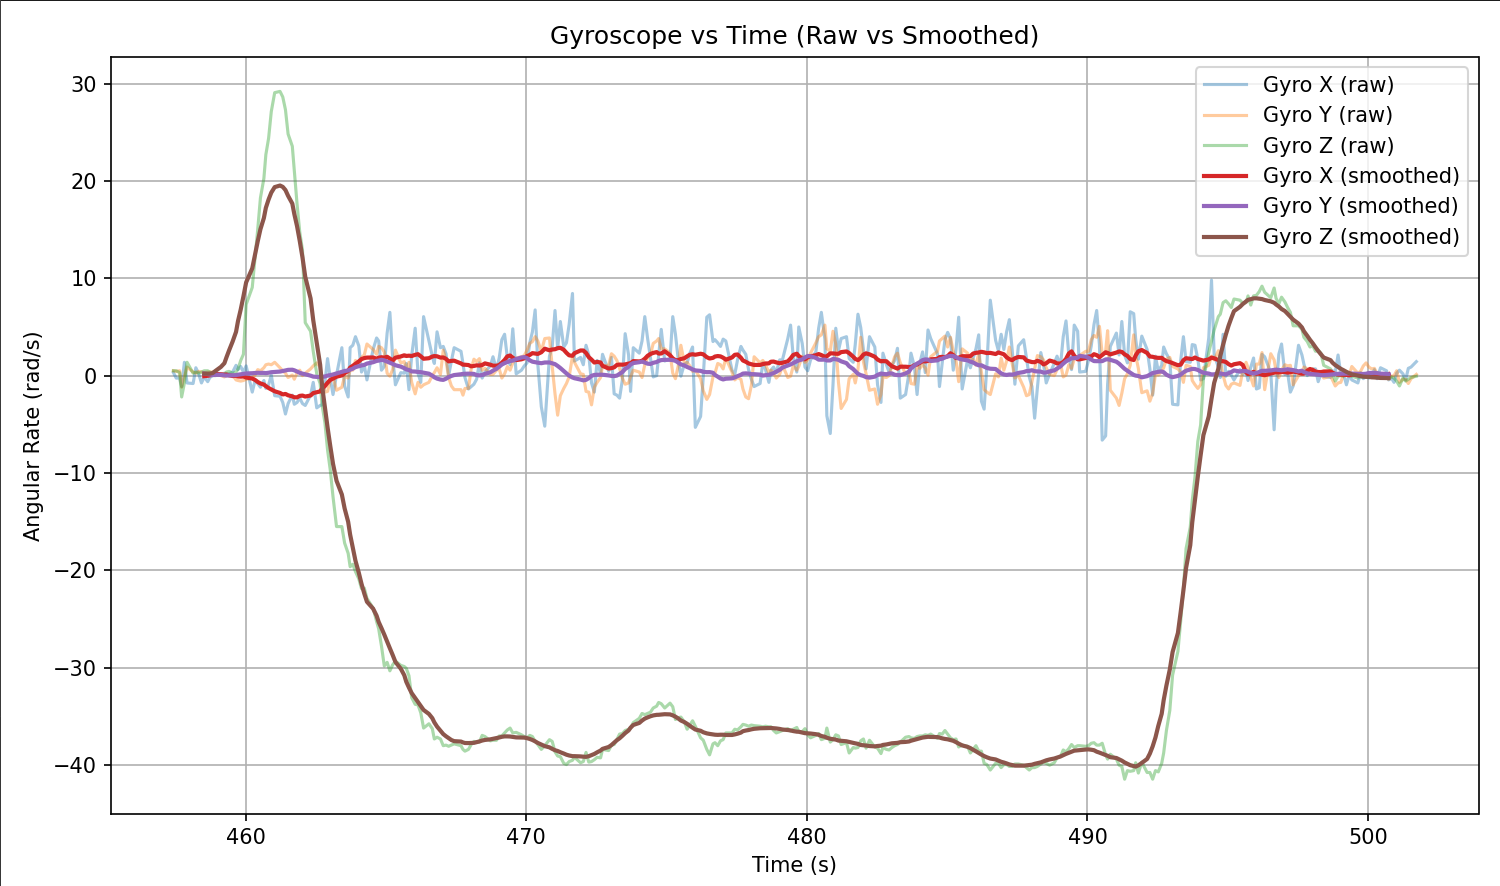 Gyroscope vs Time (Raw vs Smoothed)
Gyro X (raw)
Gyro Y (raw)
Gyro Z (raw)
Gyro X (smoothed)
Gyro Y (smoothed)
Gyro Z (smoothed)
Angular Rate (rad/s)
30
20
10
0
−10
−20
−30
−40
460 470 480 490 500
Time (s)